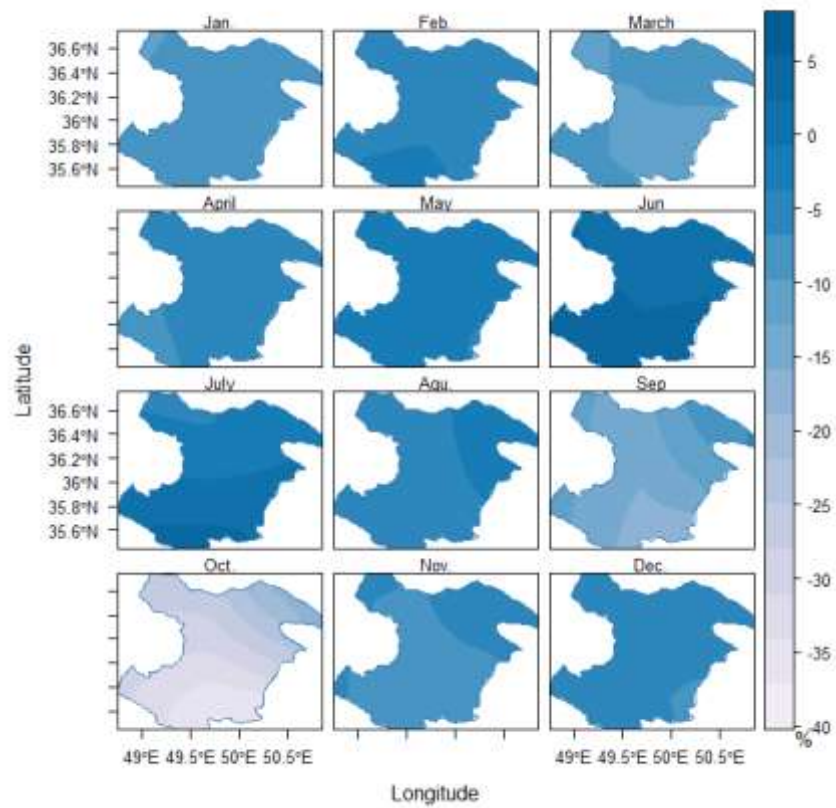 Jan.
Feb.
March
36.6°N
36.4°N
36.2°N
36°N
35.8°N
35.6°N
April
May
Jun
July
Agu.
Sep
36.6°N
36.4°N
36.2°N
36°N
35.8°N
35.6°N
Oct.
Nov.
Dec.
49°E 49.5°E 50°E 50.5°E
49°E 49.5°E 50°E 50.5°E
Longitude
Latitude
5
0
-5
-10
-15
-20
-25
-30
-35
-40
%